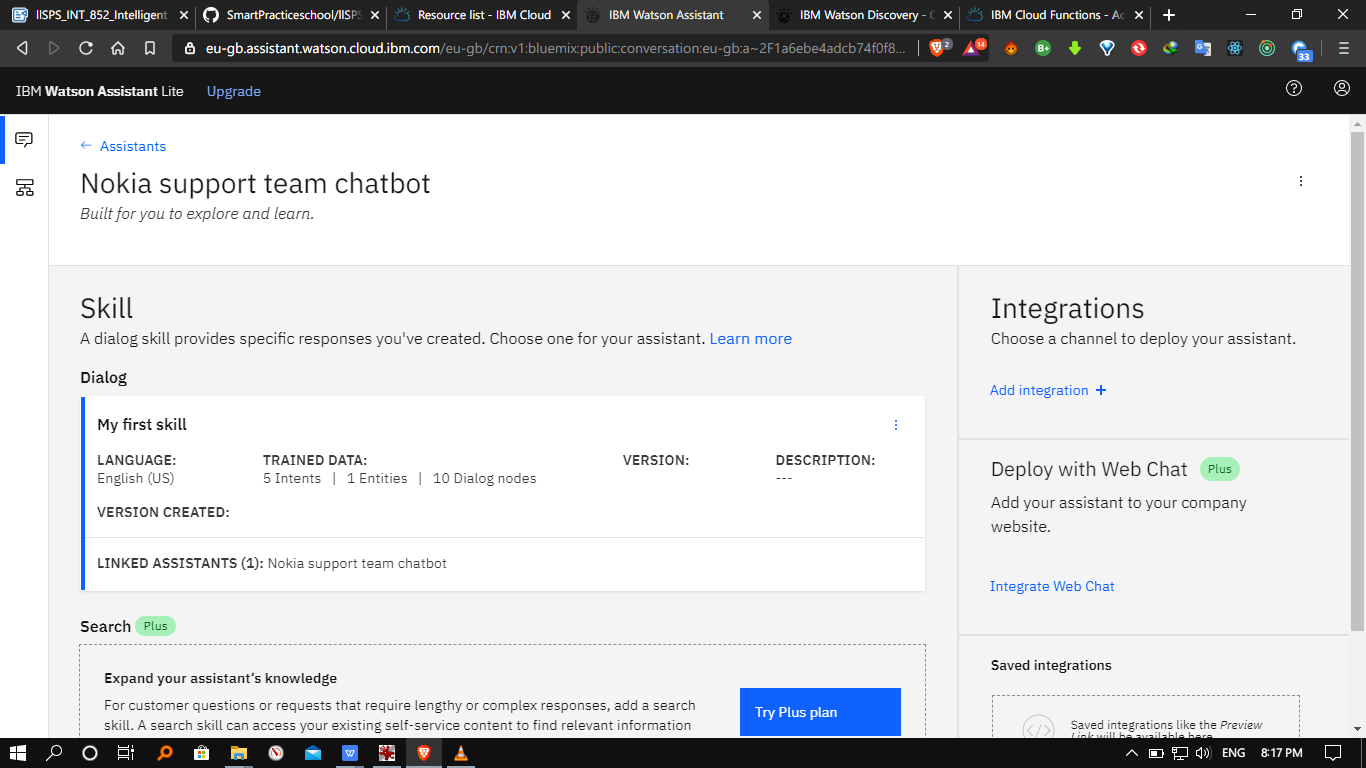 IISPS_INT_852_Intelligent
SmartPracticeschool/IISPS
Resource list - IBM Cloud
IBM Watson Assistant
IBM Watson Discovery - C
IBM Cloud Functions - Ac
eu-gb.assistant.watson.cloud.ibm.com/eu-gb/crn:v1:bluemix:public:conversation:eu-gb:a~2F1a6ebe4adcb74f0f8...
2
14
B+
33
IBM Watson Assistant Lite
Upgrade
← Assistants
Nokia support team chatbot
Built for you to explore and learn.
Skill
A dialog skill provides specific responses you've created. Choose one for your assistant. Learn more
Dialog
My first skill
LANGUAGE: TRAINED DATA: VERSION: DESCRIPTION:
English (US) 5 Intents | 1 Entities | 10 Dialog nodes ---
VERSION CREATED:
LINKED ASSISTANTS (1): Nokia support team chatbot
Search Plus
Expand your assistant's knowledge
For customer questions or requests that require lengthy or complex responses, add a search
skill. A search skill can access your existing self-service content to find relevant information
Try Plus plan
Integrations
Choose a channel to deploy your assistant.
Add integration +
Deploy with Web Chat Plus
Add your assistant to your company
website.
Integrate Web Chat
Saved integrations
Saved integrations like the Preview
Link will be available here
ENG 8:17 PM